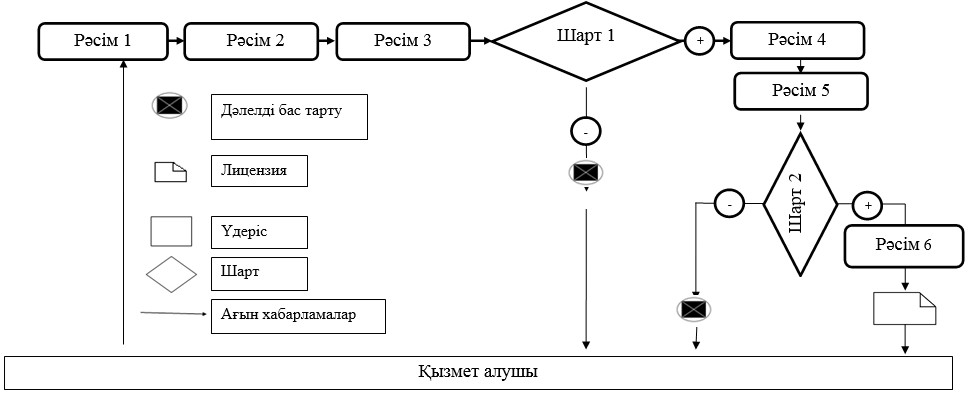 Рәсім 1
Рәсім 2
Рәсім 3
Шарт 1
+
Рәсім 4
Рәсім 5
Дәлелді бас тарту
-
Лицензия
Шарт 2
-
+
Үдеріс
Рәсім 6
Шарт
Ағын хабарламалар
Қызмет алушы